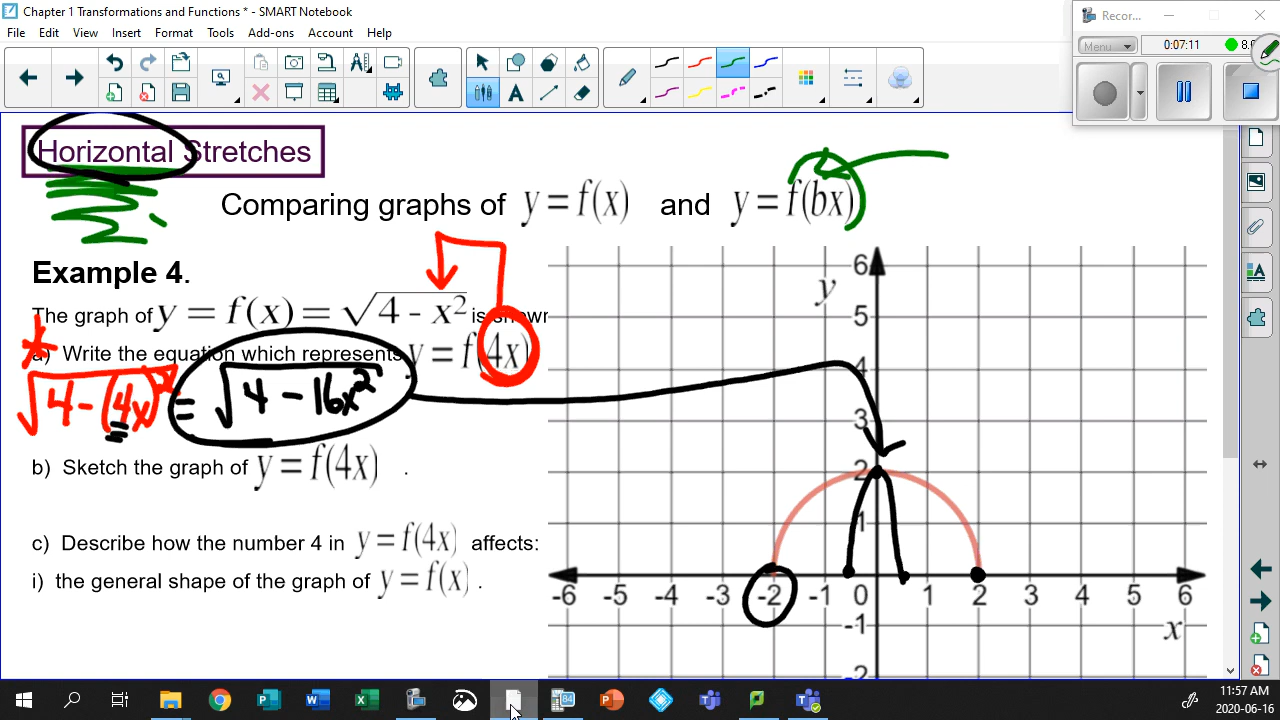 Chapter 1 Transformations and Functions * - SMART Notebook
Recor...
File Edit View Insert Format Tools Add-ons Account Help
Menu 0:07:11 8.
Horizontal Stretches
Comparing graphs of y = f(x) and y = f(bx)
Example 4.
The graph of y = f(x) = √4 - x² is shown
a) Write the equation which represents y = f(4x)
√4 - (4x)² = √4 - 16x²
b) Sketch the graph of y = f(4x) .
c) Describe how the number 4 in y = f(4x) affects:
i) the general shape of the graph of y = f(x) .
y
6
5
4
3
2
1
-6 -5 -4 -3 -2 -1 0 1 2 3 4 5 6
-1
x
-2
84
11:57 AM
2020-06-16